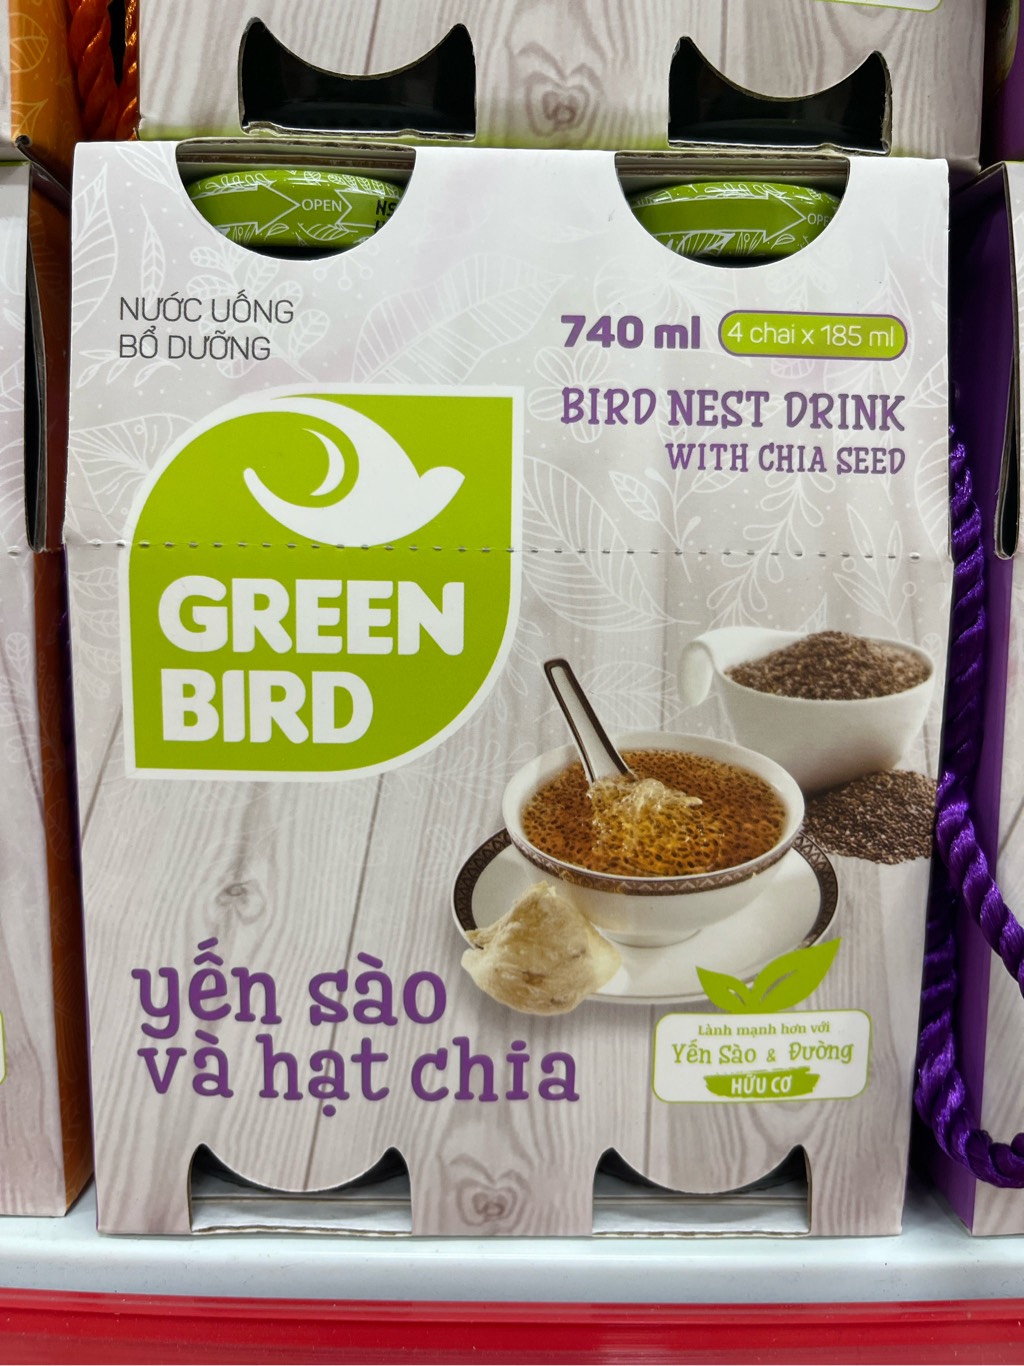 OPEN
NƯỚC UỐNG
BỔ DƯỠNG
740 ml 4 chai x 185 ml
BIRD NEST DRINK
WITH CHIA SEED
GREEN
BIRD
yến sào
và hạt chia
Lành mạnh hơn với
Yến Sào & Đường
HỮU CƠ